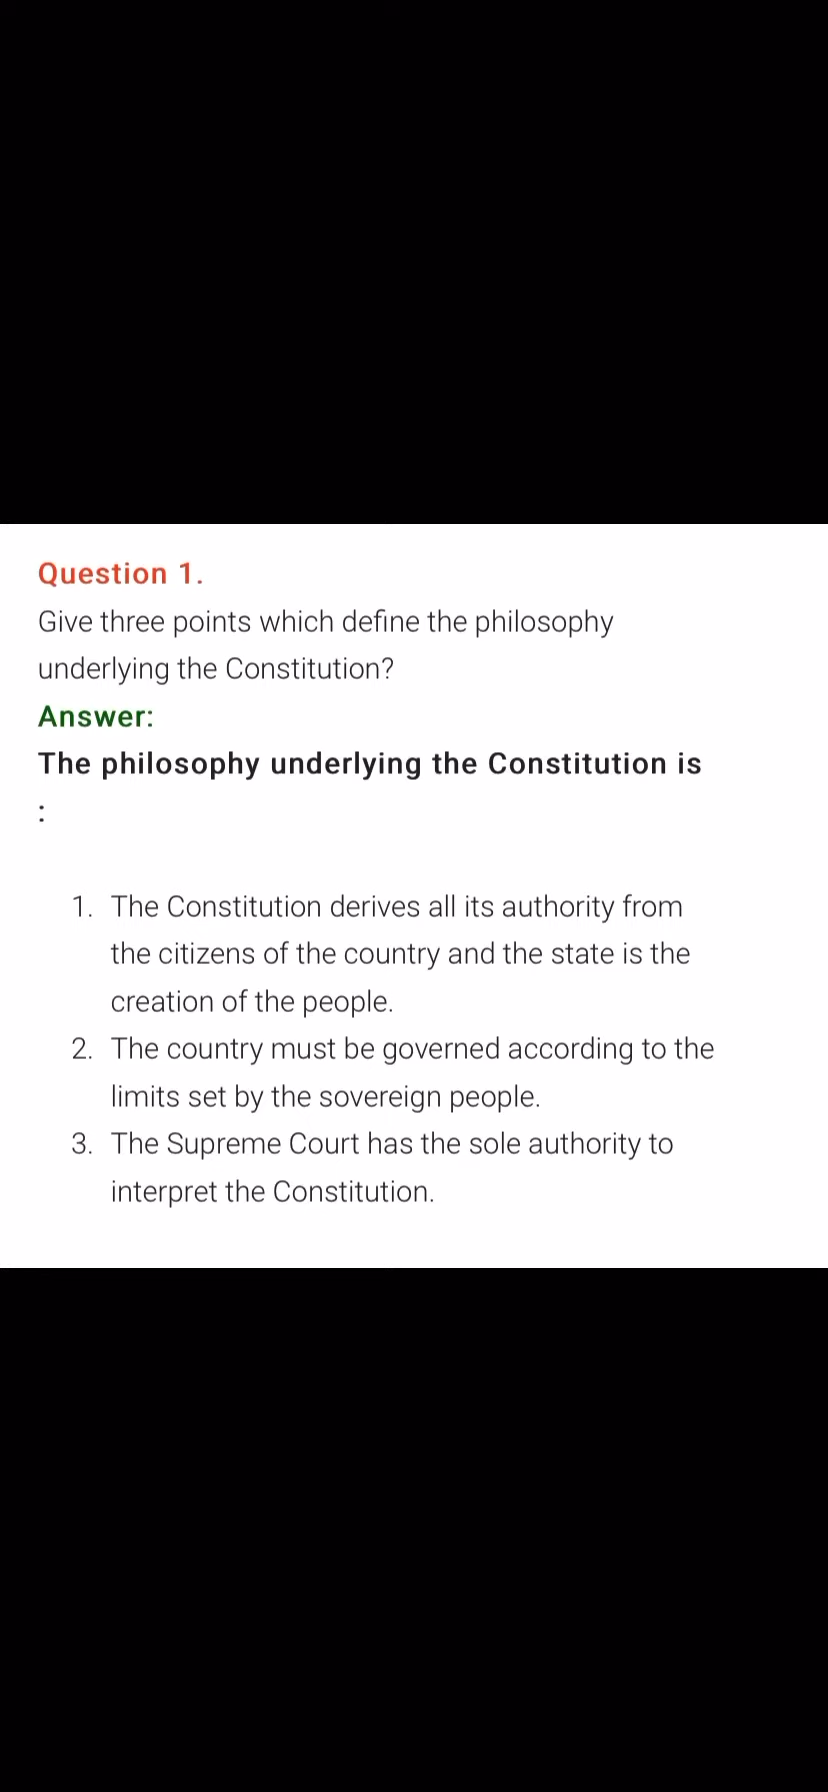 Question 1.
Give three points which define the philosophy
underlying the Constitution?
Answer:
The philosophy underlying the Constitution is
:
1. The Constitution derives all its authority from
the citizens of the country and the state is the
creation of the people.
2. The country must be governed according to the
limits set by the sovereign people.
3. The Supreme Court has the sole authority to
interpret the Constitution.